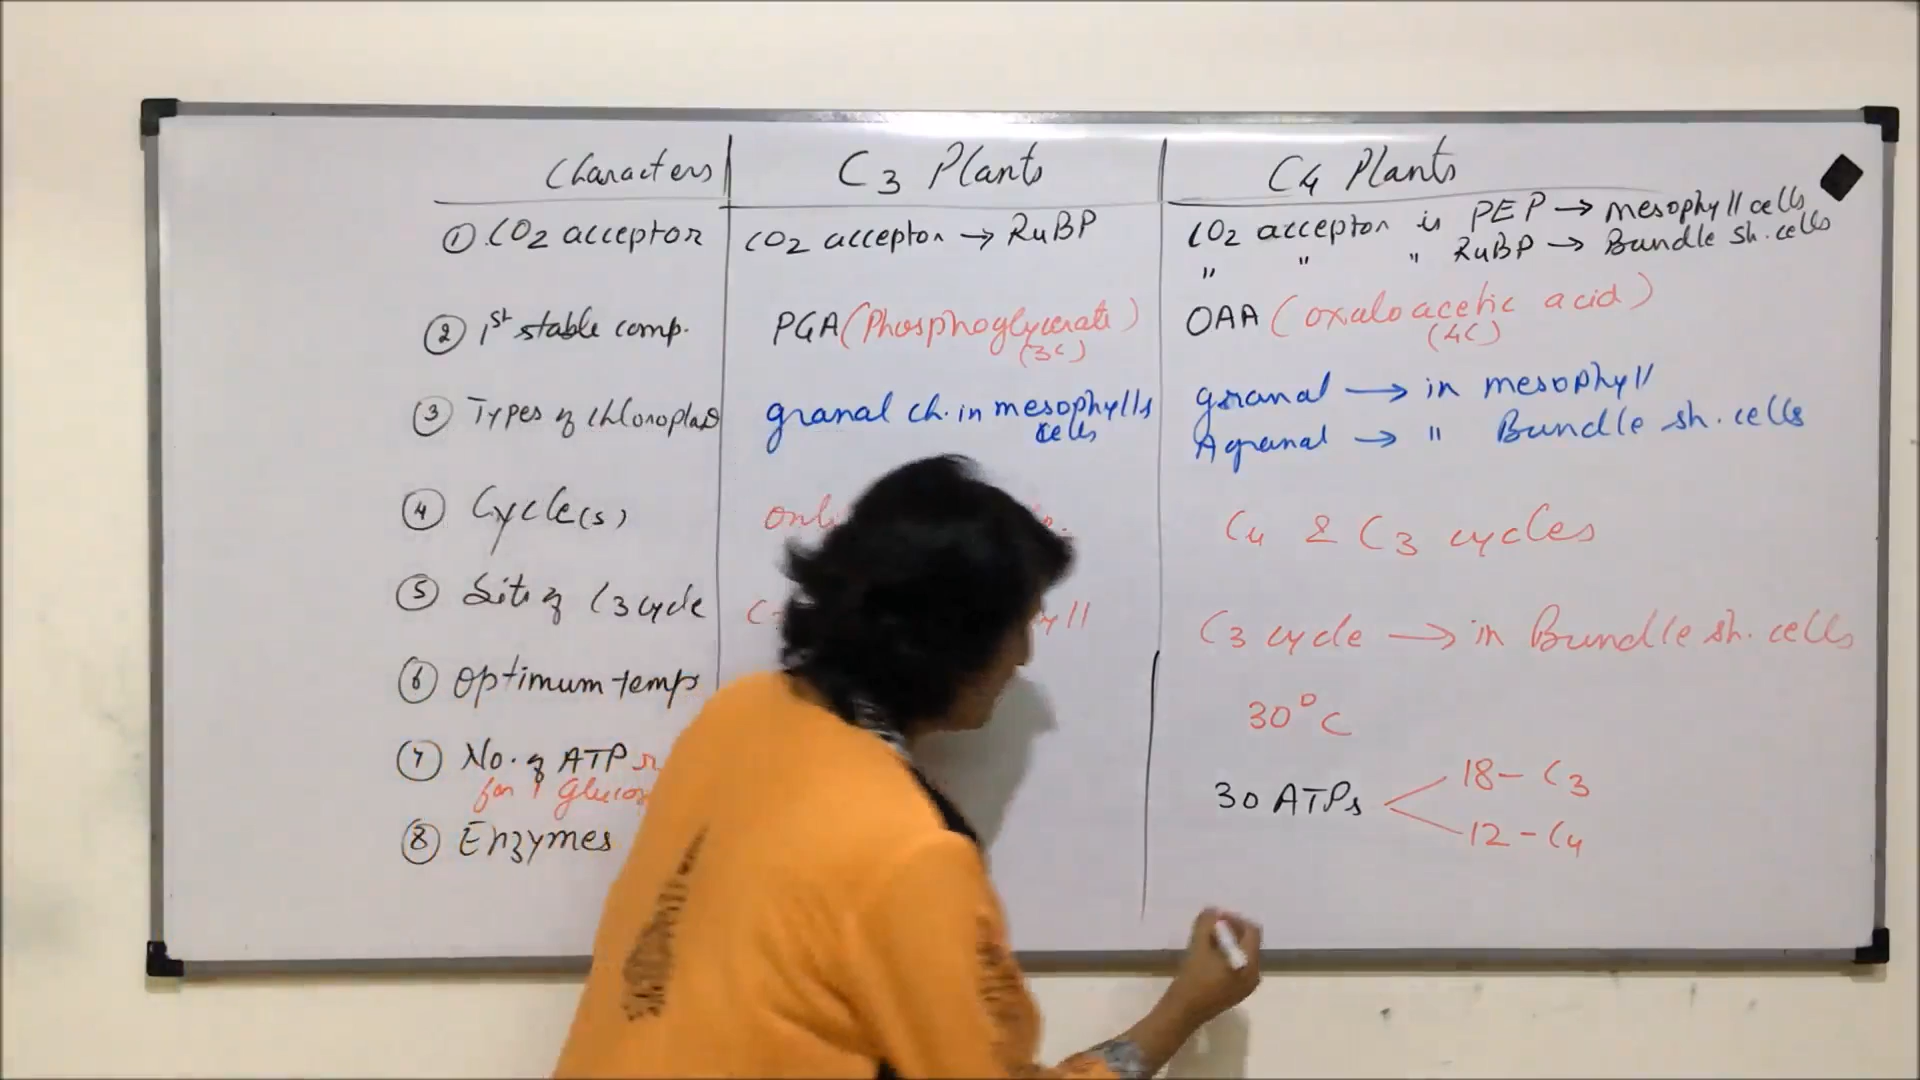 Characters C3 Plants C4 Plants
① CO2 acceptor CO2 acceptor → RuBP CO2 acceptor is PEP → mesophyll cells
" " " RuBP → Bundle sh. cells
② 1st stable comp. PGA (Phosphoglycerate) OAA (oxaloacetic acid)
(3C) (4C)
③ Types of chloroplas granal ch. in mesophylls granal → in mesophyll
cells Agranal → " Bundle sh. cells
④ Cycle(s) C4 & C3 cycles
⑤ Site of C3 cycle C3 cycle → in Bundle sh. cells
⑥ Optimum temp 30°C
⑦ No. of ATP 30 ATPs 18 - C3
for 1 12 - C4
⑧ Enzymes